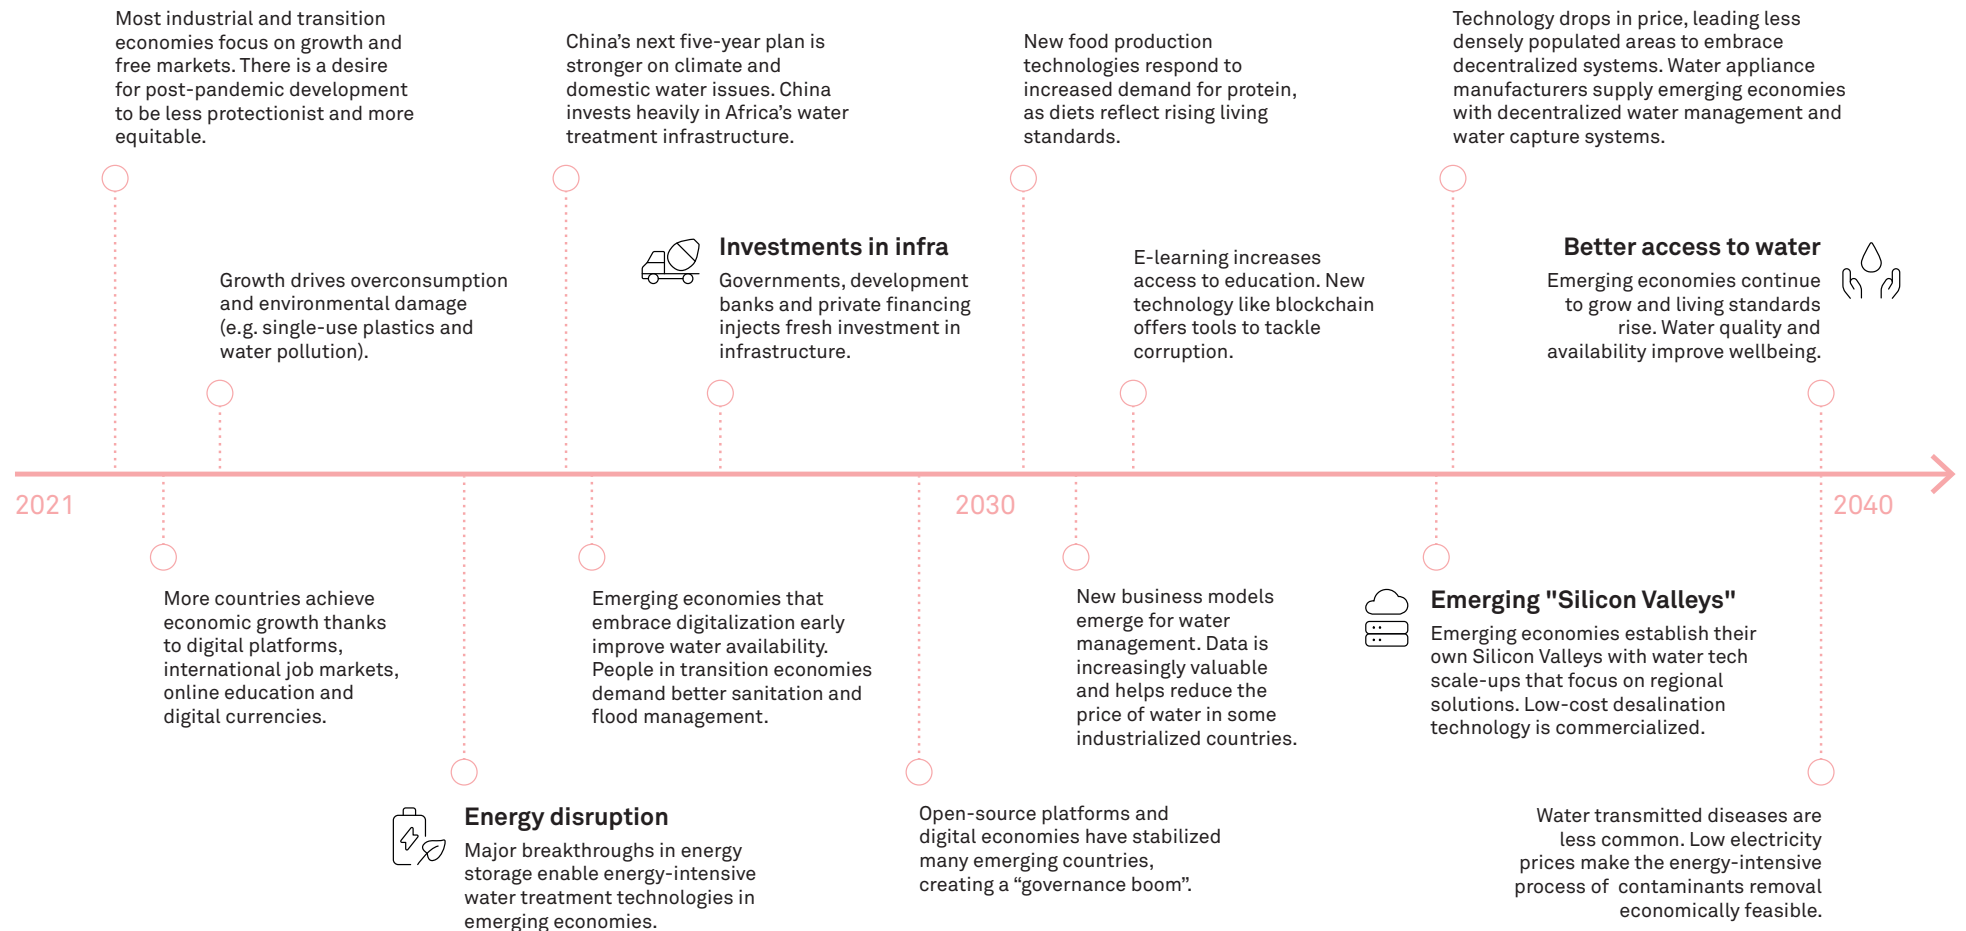 Most industrial and transition
economies focus on growth and
free markets. There is a desire
for post-pandemic development
to be less protectionist and more
equitable.
China's next five-year plan is
stronger on climate and
domestic water issues. China
invests heavily in Africa's water
treatment infrastructure.
New food production
technologies respond to
increased demand for protein,
as diets reflect rising living
standards.
Technology drops in price, leading less
densely populated areas to embrace
decentralized systems. Water appliance
manufacturers supply emerging economies
with decentralized water management and
water capture systems.
Growth drives overconsumption
and environmental damage
(e.g. single-use plastics and
water pollution).
Investments in infra
Governments, development
banks and private financing
injects fresh investment in
infrastructure.
E-learning increases
access to education. New
technology like blockchain
offers tools to tackle
corruption.
Better access to water
Emerging economies continue
to grow and living standards
rise. Water quality and
availability improve wellbeing.
2021
2030
2040
More countries achieve
economic growth thanks
to digital platforms,
international job markets,
online education and
digital currencies.
Emerging economies that
embrace digitalization early
improve water availability.
People in transition economies
demand better sanitation and
flood management.
New business models
emerge for water
management. Data is
increasingly valuable
and helps reduce the
price of water in some
industrialized countries.
Emerging "Silicon Valleys"
Emerging economies establish their
own Silicon Valleys with water tech
scale-ups that focus on regional
solutions. Low-cost desalination
technology is commercialized.
Energy disruption
Major breakthroughs in energy
storage enable energy-intensive
water treatment technologies in
emerging economies.
Open-source platforms and
digital economies have stabilized
many emerging countries,
creating a “governance boom”.
Water transmitted diseases are
less common. Low electricity
prices make the energy-intensive
process of contaminants removal
economically feasible.